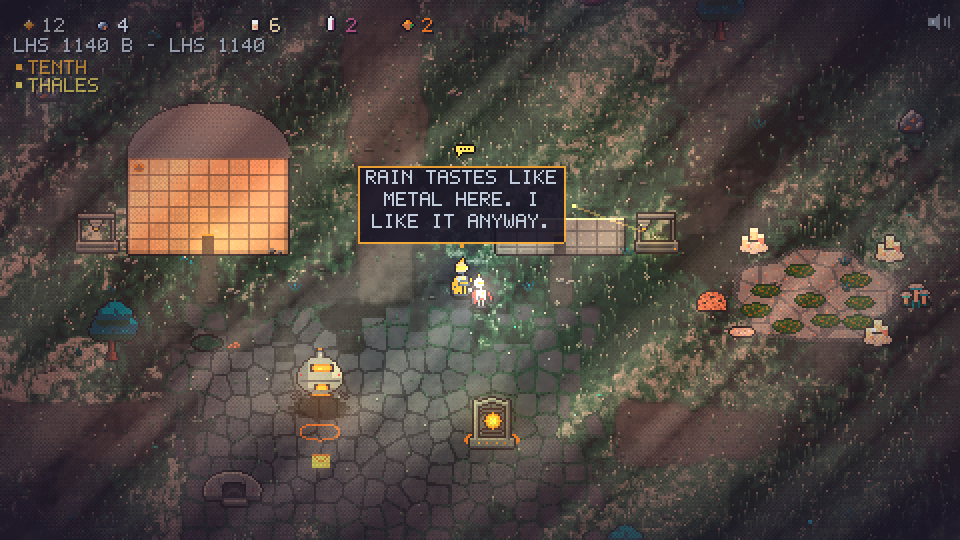 12 4 6 2 2
LHS 1140 B - LHS 1140
TENTH
THALES
RAIN TASTES LIKE
METAL HERE. I
LIKE IT ANYWAY.